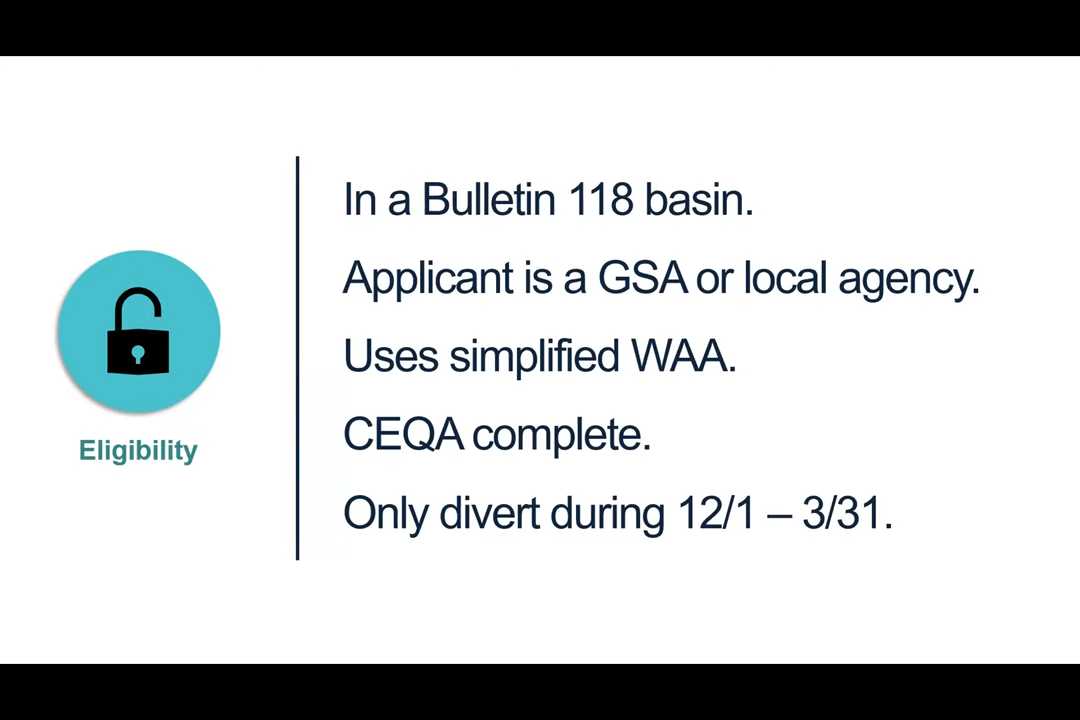 Eligibility
In a Bulletin 118 basin.
Applicant is a GSA or local agency.
Uses simplified WAA.
CEQA complete.
Only divert during 12/1 – 3/31.